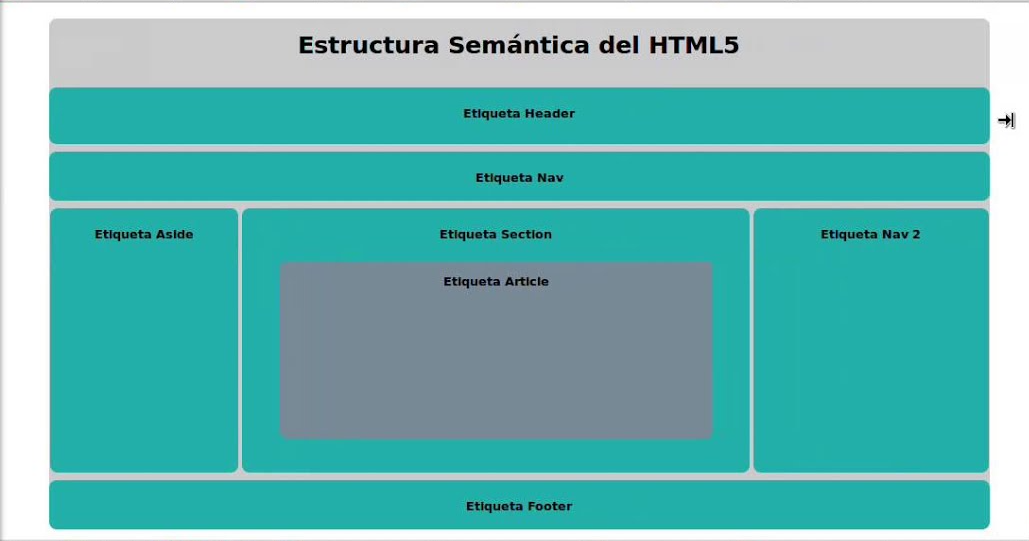 Estructura Semántica del HTML5
Etiqueta Header
Etiqueta Nav
Etiqueta Aside
Etiqueta Section
Etiqueta Nav 2
Etiqueta Article
Etiqueta Footer